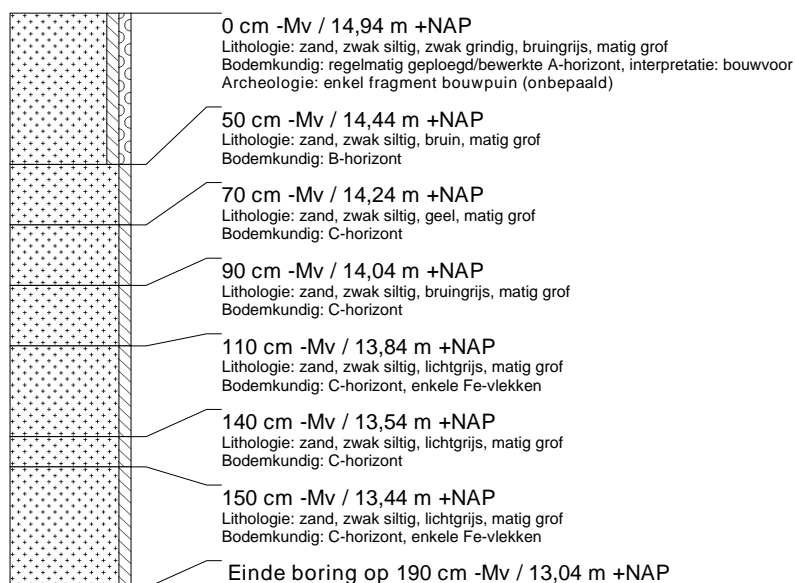 0 cm -Mv / 14,94 m +NAP
Lithologie: zand, zwak siltig, zwak grindig, bruingrijs, matig grof
Bodemkundig: regelmatig geploegd/bewerkte A-horizont, interpretatie: bouwvoor
Archeologie: enkel fragment bouwpuin (onbepaald)
50 cm -Mv / 14,44 m +NAP
Lithologie: zand, zwak siltig, bruin, matig grof
Bodemkundig: B-horizont
70 cm -Mv / 14,24 m +NAP
Lithologie: zand, zwak siltig, geel, matig grof
Bodemkundig: C-horizont
90 cm -Mv / 14,04 m +NAP
Lithologie: zand, zwak siltig, bruingrijs, matig grof
Bodemkundig: C-horizont
110 cm -Mv / 13,84 m +NAP
Lithologie: zand, zwak siltig, lichtgrijs, matig grof
Bodemkundig: C-horizont, enkele Fe-vlekken
140 cm -Mv / 13,54 m +NAP
Lithologie: zand, zwak siltig, lichtgrijs, matig grof
Bodemkundig: C-horizont
150 cm -Mv / 13,44 m +NAP
Lithologie: zand, zwak siltig, lichtgrijs, matig grof
Bodemkundig: C-horizont, enkele Fe-vlekken
Einde boring op 190 cm -Mv / 13,04 m +NAP